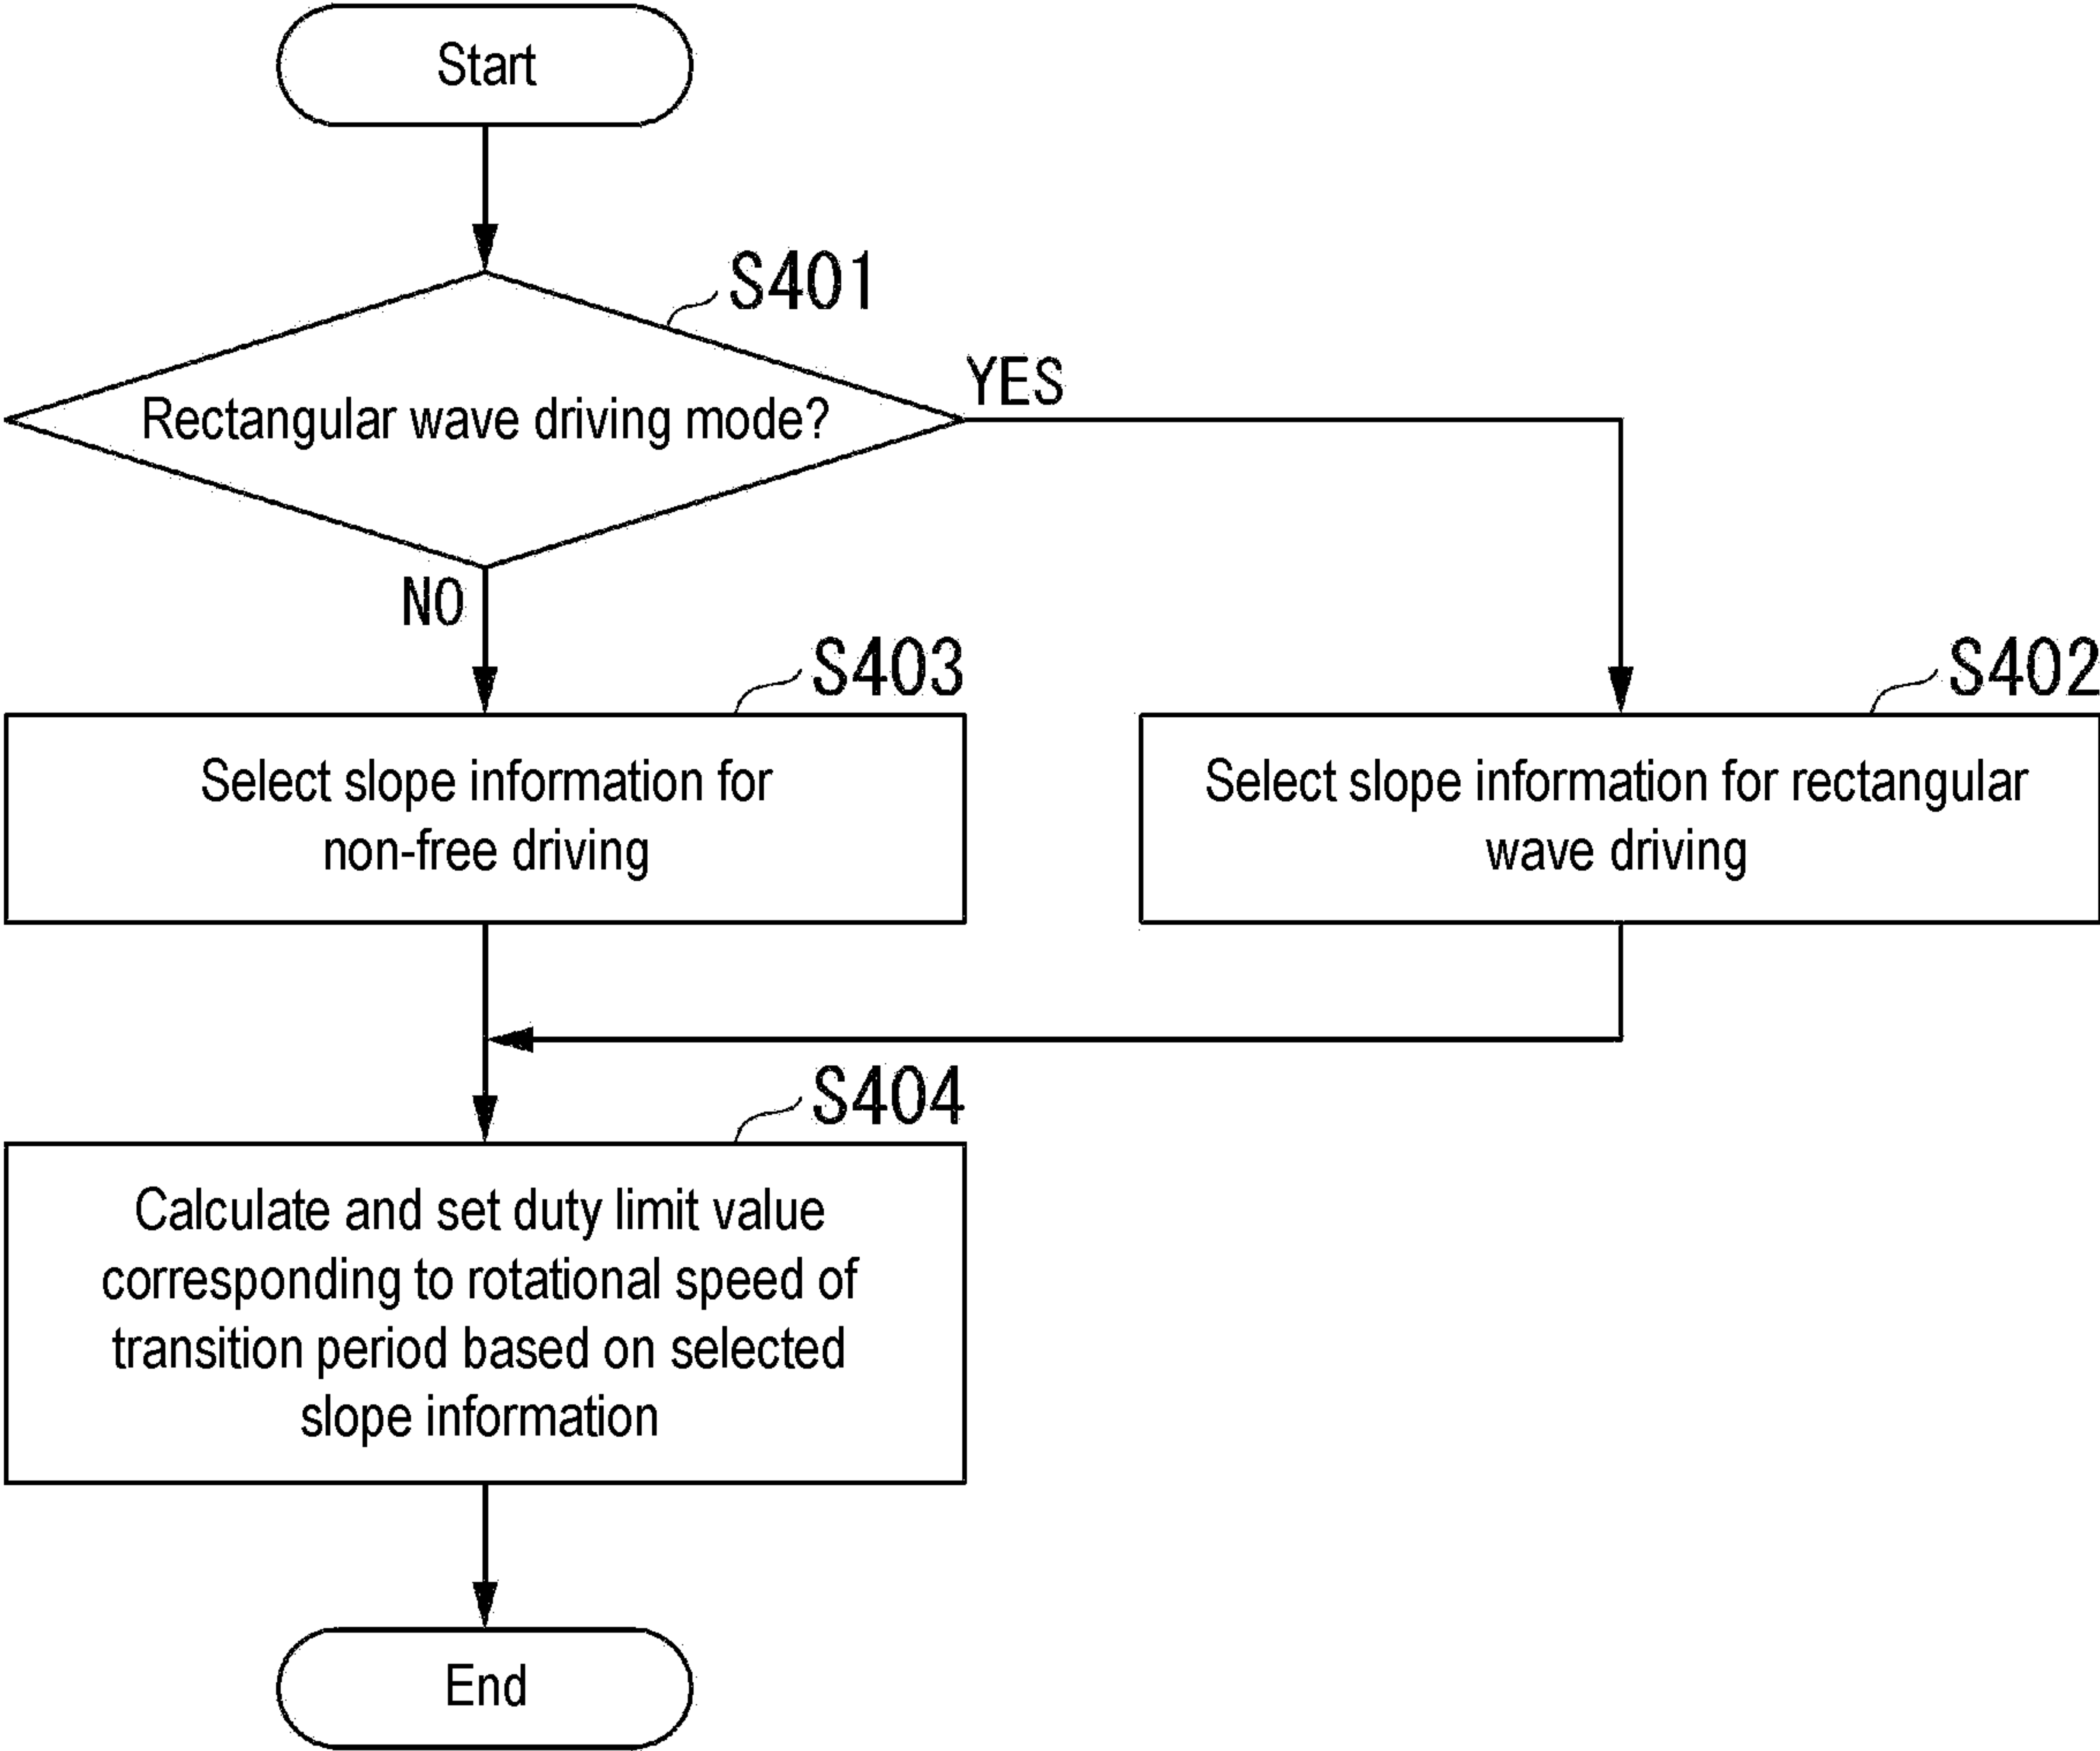 Start
S401
Rectangular wave driving mode?
YES
NO
S403
Select slope information for
non-free driving
S402
Select slope information for rectangular
wave driving
S404
Calculate and set duty limit value
corresponding to rotational speed of
transition period based on selected
slope information
End